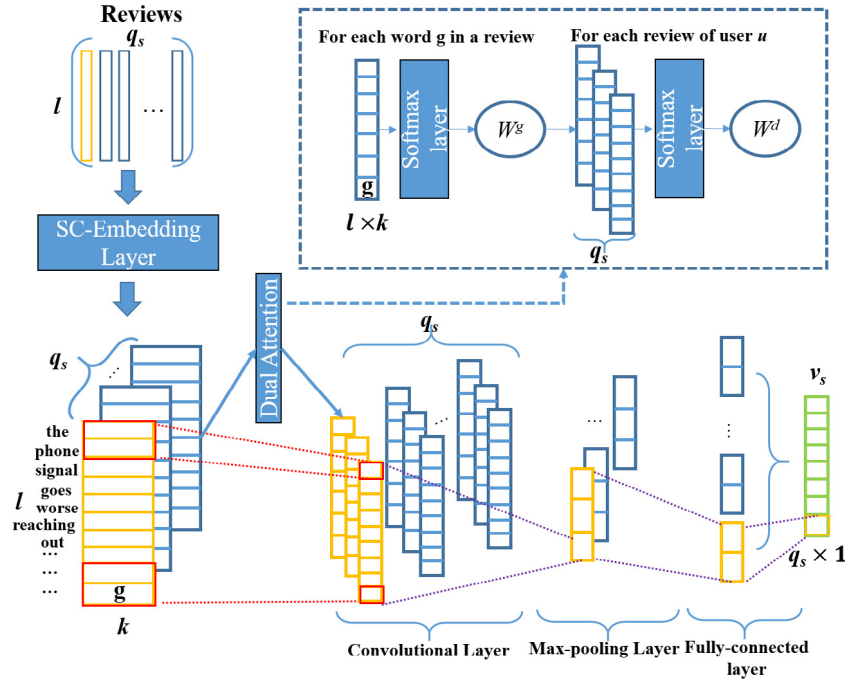 Reviews
q_s
l
…
SC-Embedding
Layer
For each word g in a review
For each review of user u
g
l × k
Softmax
layer
W^g
q_s
Softmax
layer
W^d
Dual Attention
q_s
…
the
phone
signal
goes
worse
reaching
out
…
…
…
l
g
k
q_s
…
Convolutional Layer
…
Max-pooling Layer
…
Fully-connected
layer
v_s
q_s × 1